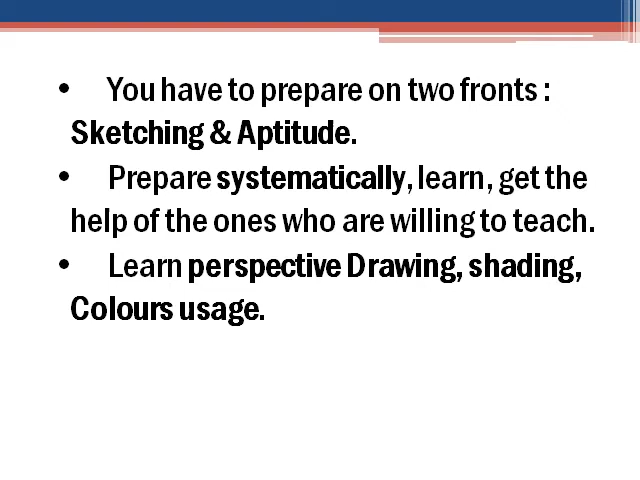 • You have to prepare on two fronts :
Sketching & Aptitude.
• Prepare systematically, learn, get the
help of the ones who are willing to teach.
• Learn perspective Drawing, shading,
Colours usage.